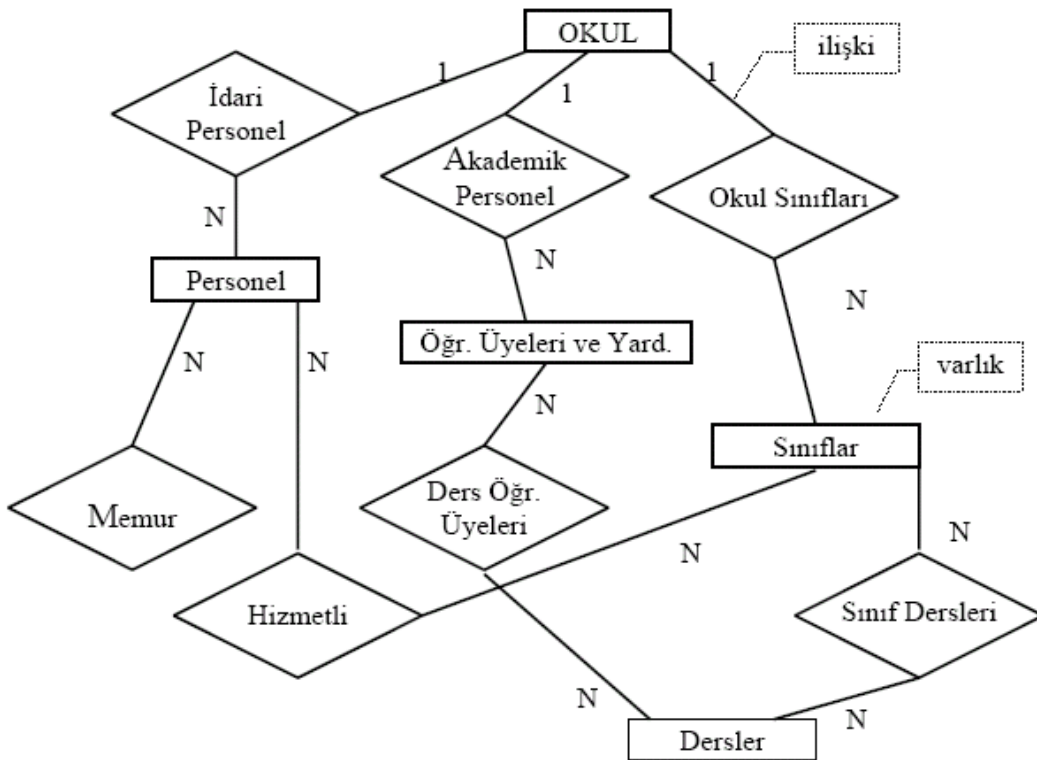 OKUL
ilişki
1
1
1
İdari
Personel
Akademik
Personel
Okul Sınıfları
N
N
N
Personel
Öğr. Üyeleri ve Yard.
varlık
N
N
N
Sınıflar
Memur
Ders Öğr.
Üyeleri
N
N
Hizmetli
Sınıf Dersleri
N
N
Dersler